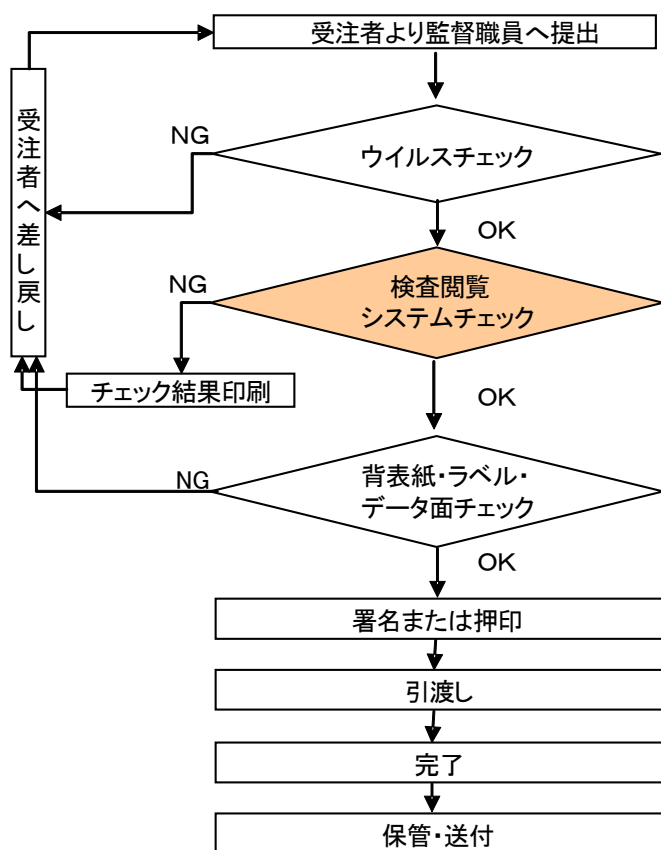 受注者より監督職員へ提出
受注者へ差し戻し
NG
ウイルスチェック
OK
NG
検査閲覧
システムチェック
チェック結果印刷
OK
NG
背表紙・ラベル・
データ面チェック
OK
署名または押印
引渡し
完了
保管・送付